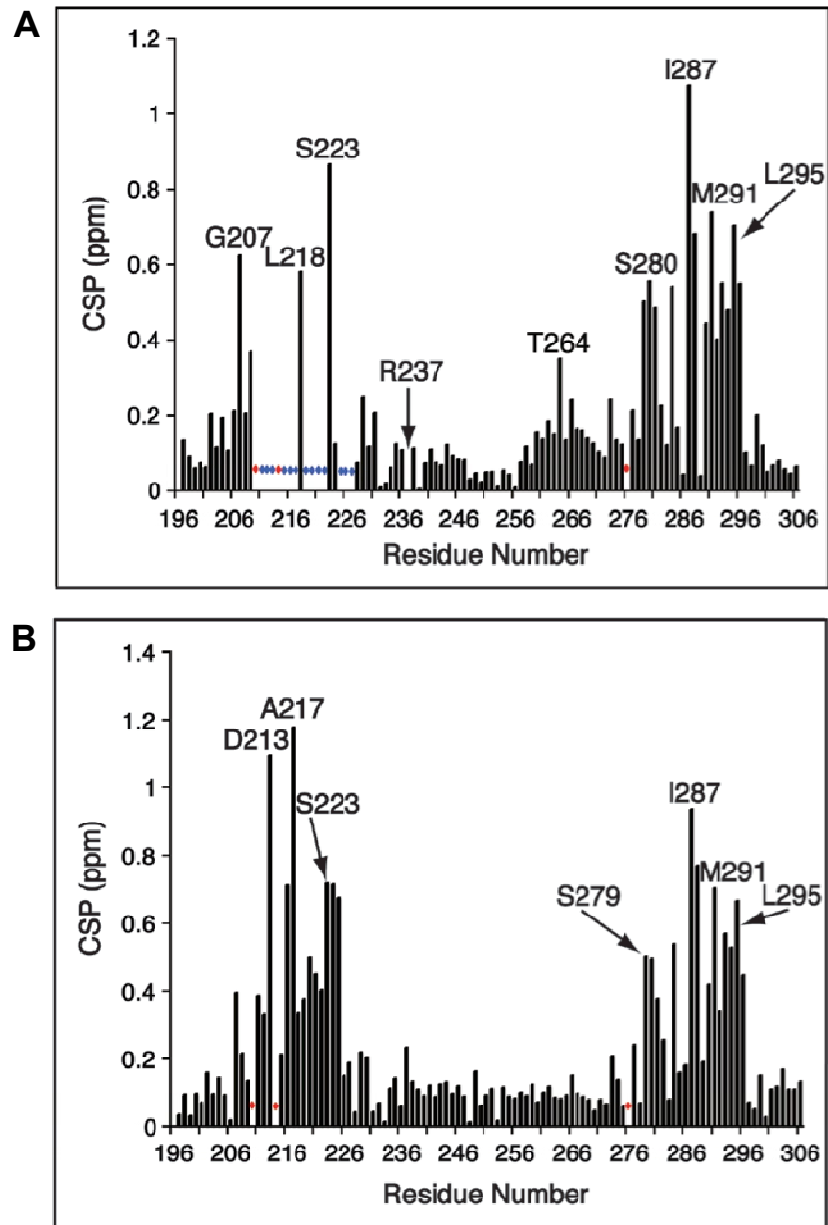 A
1.2
1
0.8
0.6
0.4
0.2
0
CSP (ppm)
G207
L218
S223
R237
T264
S280
I287
M291
L295
196 206 216 226 236 246 256 266 276 286 296 306
Residue Number
B
1.4
1.2
1
0.8
0.6
0.4
0.2
0
CSP (ppm)
D213
A217
S223
S279
I287
M291
L295
196 206 216 226 236 246 256 266 276 286 296 306
Residue Number